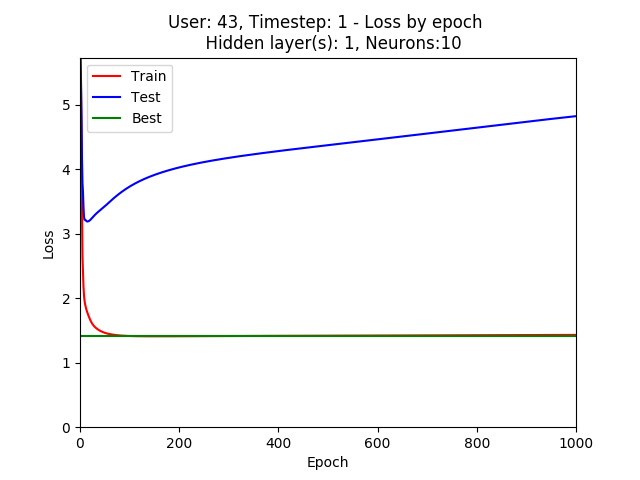 User: 43, Timestep: 1 - Loss by epoch
Hidden layer(s): 1, Neurons:10
Train
Test
Best
5
4
3
2
1
0
Loss
0 200 400 600 800 1000
Epoch